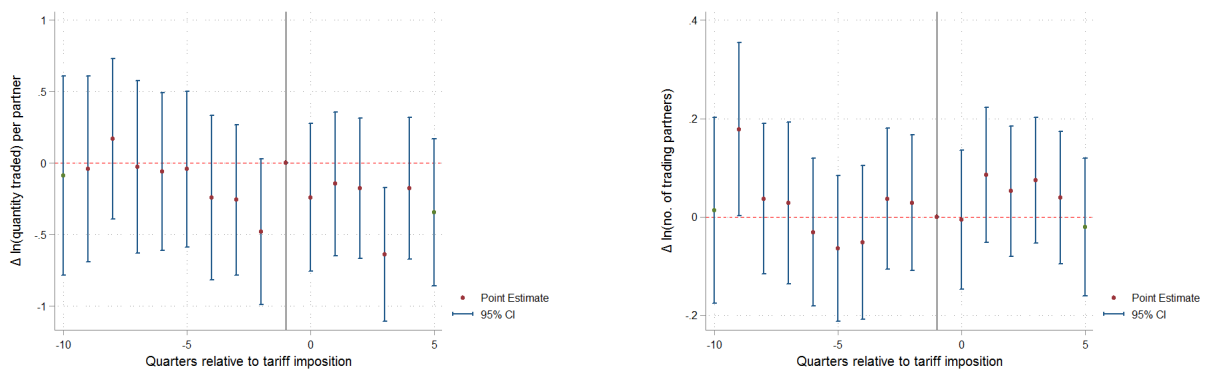 Δ ln(quantity traded) per partner
1
.5
0
-.5
-1
-10
-5
0
5
Quarters relative to tariff imposition
Point Estimate
95% CI
Δ ln(no. of trading partners)
.4
.2
0
-.2
-10
-5
0
5
Quarters relative to tariff imposition
Point Estimate
95% CI